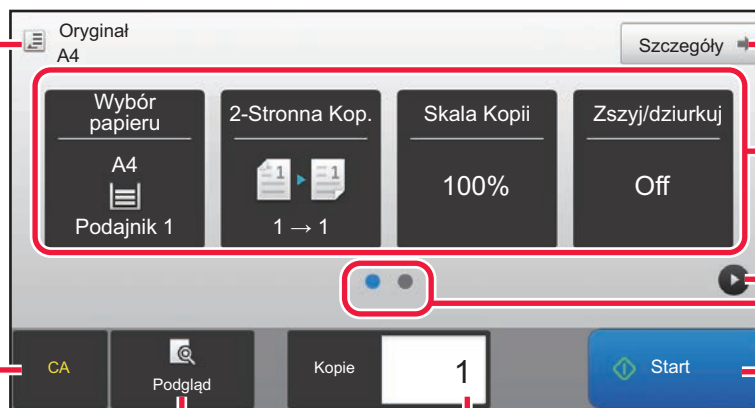 Oryginał
A4
Szczegóły
Wybór
papieru
A4
Podajnik 1
2-Stronna Kop.
1 1
1 → 1
Skala Kopii
100%
Zszyj/dziurkuj
Off
CA
Podgląd
Kopie
1
Start